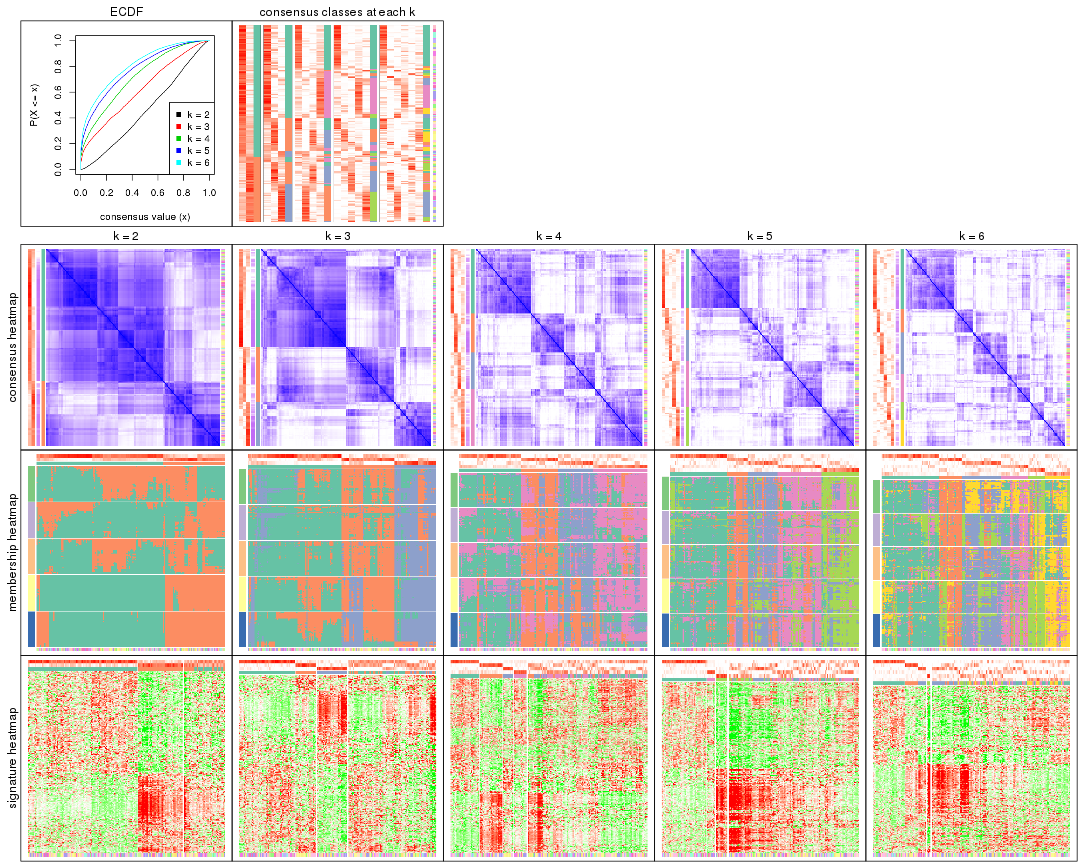 ECDF
consensus classes at each k
P(X <= x)
0.0 0.2 0.4 0.6 0.8 1.0
k = 2
k = 3
k = 4
k = 5
k = 6
0.0 0.2 0.4 0.6 0.8 1.0
consensus value (x)
k = 2 k = 3 k = 4 k = 5 k = 6
consensus heatmap
membership heatmap
signature heatmap